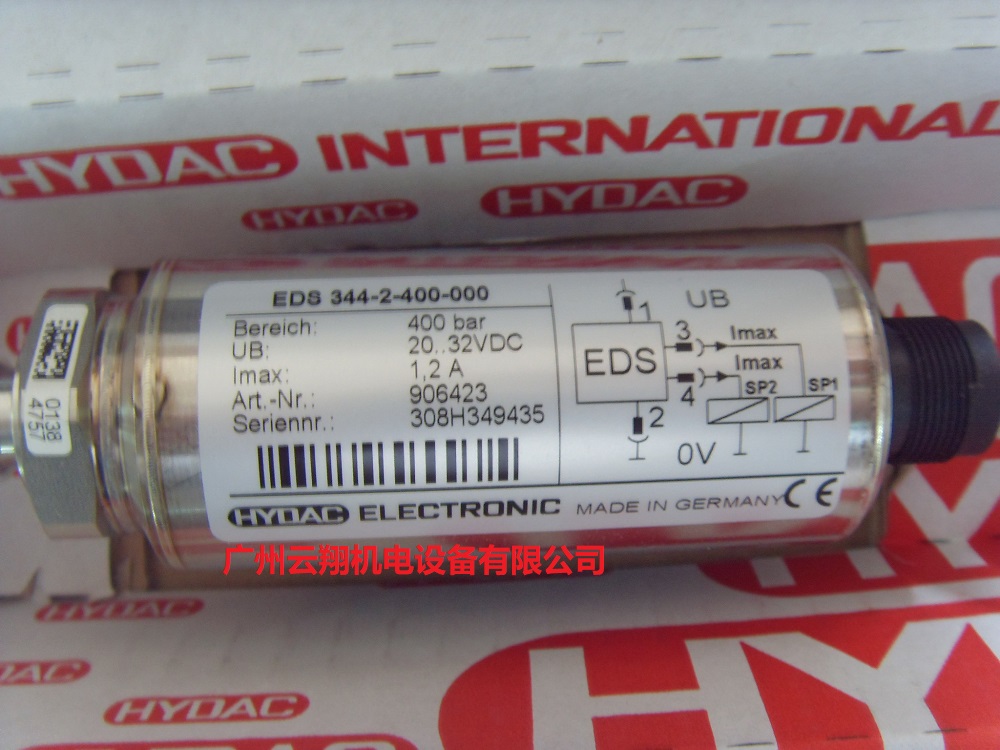 HYDAC INTERNATIONAL
HYDAC HYDAC
EDS 344-2-400-000
Bereich: 400 bar
UB: 20..32VDC
Imax: 1,2 A
Art.-Nr.: 906423
Seriennr.: 308H349435
1 UB
EDS
3 Imax
Imax
4 SP2 SP1
2
0V
HYDAC ELECTRONIC MADE IN GERMANY CE
0138
4757
广州云翔机电设备有限公司
HYDAC
HYDAC
HYDAC